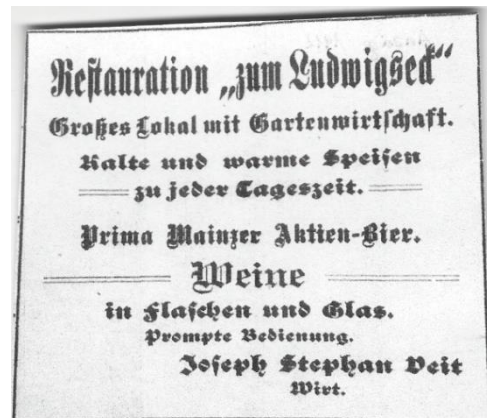 Restauration „zum Ludwigseck“
Großes Lokal mit Gartenwirtschaft.
Kalte und warme Speisen
zu jeder Tageszeit.
Prima Mainzer Aktien-Bier.
Weine
in Flaschen und Glas.
Prompte Bedienung.
Joseph Stephan Veit
Wirt.